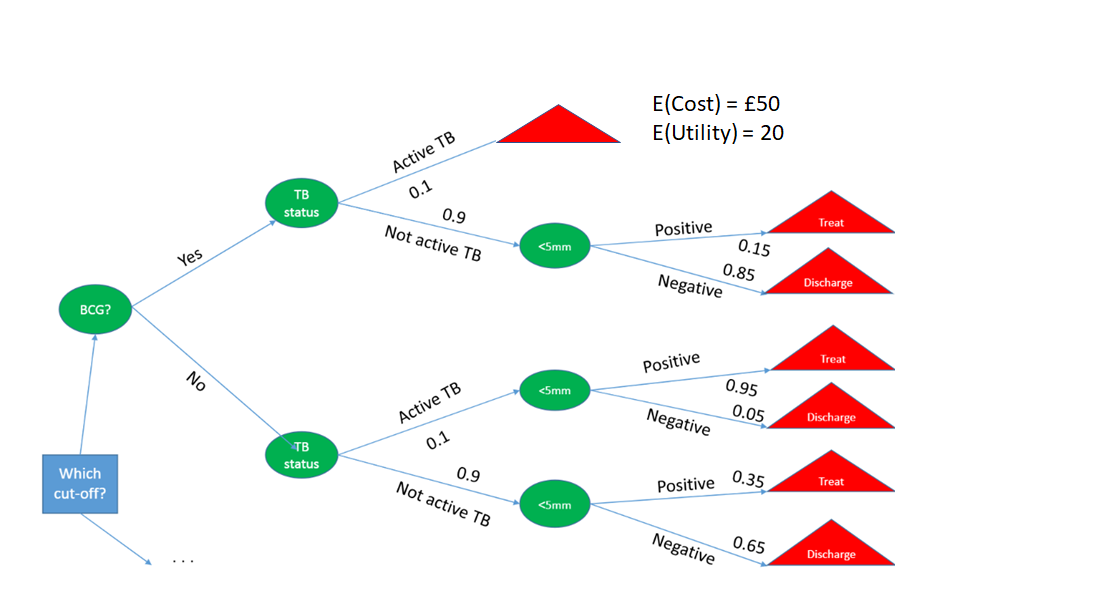 E(Cost) = £50
E(Utility) = 20
Active TB
0.1
TB
status
0.9
Not active TB
Yes
<5mm
Positive
0.15
Treat
0.85
Negative
Discharge
BCG?
No
Active TB
0.1
<5mm
Positive
0.95
Treat
0.05
Negative
Discharge
TB
status
0.9
Not active TB
<5mm
Positive
0.35
Treat
0.65
Negative
Discharge
Which
cut-off?
...